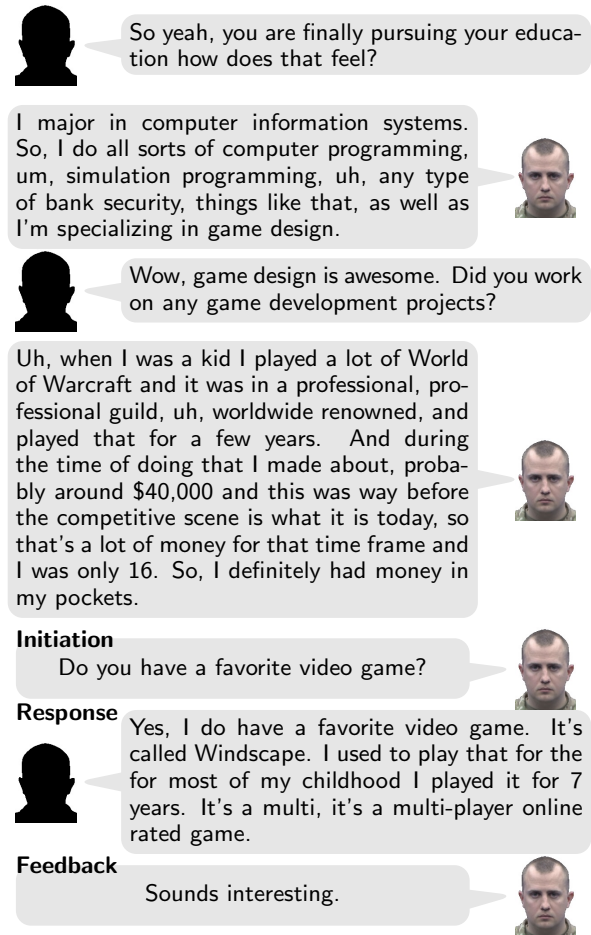 So yeah, you are finally pursuing your educa-
tion how does that feel?
I major in computer information systems.
So, I do all sorts of computer programming,
um, simulation programming, uh, any type
of bank security, things like that, as well as
I'm specializing in game design.
Wow, game design is awesome. Did you work
on any game development projects?
Uh, when I was a kid I played a lot of World
of Warcraft and it was in a professional, pro-
fessional guild, uh, worldwide renowned, and
played that for a few years. And during
the time of doing that I made about, proba-
bly around $40,000 and this was way before
the competitive scene is what it is today, so
that's a lot of money for that time frame and
I was only 16. So, I definitely had money in
my pockets.
Initiation
Do you have a favorite video game?
Response
Yes, I do have a favorite video game. It's
called Windscape. I used to play that for the
for most of my childhood I played it for 7
years. It's a multi, it's a multi-player online
rated game.
Feedback
Sounds interesting.